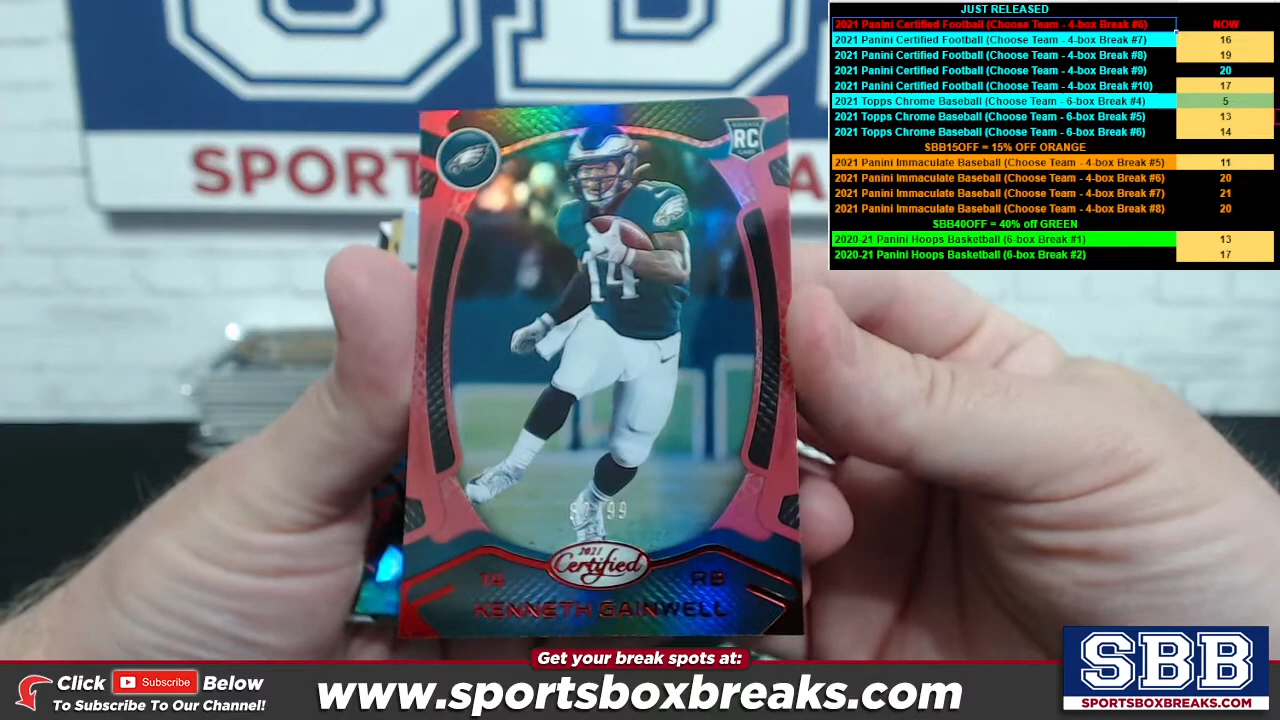 JUST RELEASED
2021 Panini Certified Football (Choose Team - 4-box Break #6) NOW
2021 Panini Certified Football (Choose Team - 4-box Break #7) 16
2021 Panini Certified Football (Choose Team - 4-box Break #8) 19
2021 Panini Certified Football (Choose Team - 4-box Break #9) 20
2021 Panini Certified Football (Choose Team - 4-box Break #10) 17
2021 Topps Chrome Baseball (Choose Team - 6-box Break #4) 5
2021 Topps Chrome Baseball (Choose Team - 6-box Break #5) 13
2021 Topps Chrome Baseball (Choose Team - 6-box Break #6) 14
SBB15OFF = 15% OFF ORANGE
2021 Panini Immaculate Baseball (Choose Team - 4-box Break #5) 11
2021 Panini Immaculate Baseball (Choose Team - 4-box Break #6) 20
2021 Panini Immaculate Baseball (Choose Team - 4-box Break #7) 21
2021 Panini Immaculate Baseball (Choose Team - 4-box Break #8) 20
SBB40OFF = 40% off GREEN
2020-21 Panini Hoops Basketball (6-box Break #1) 13
2020-21 Panini Hoops Basketball (6-box Break #2) 17
SPORT
RC
14
2021
Certified
14 RB
KENNETH GAINWELL
Get your break spots at:
Click Subscribe Below
To Subscribe To Our Channel!
www.sportsboxbreaks.com
SBB
SPORTSBOXBREAKS.COM